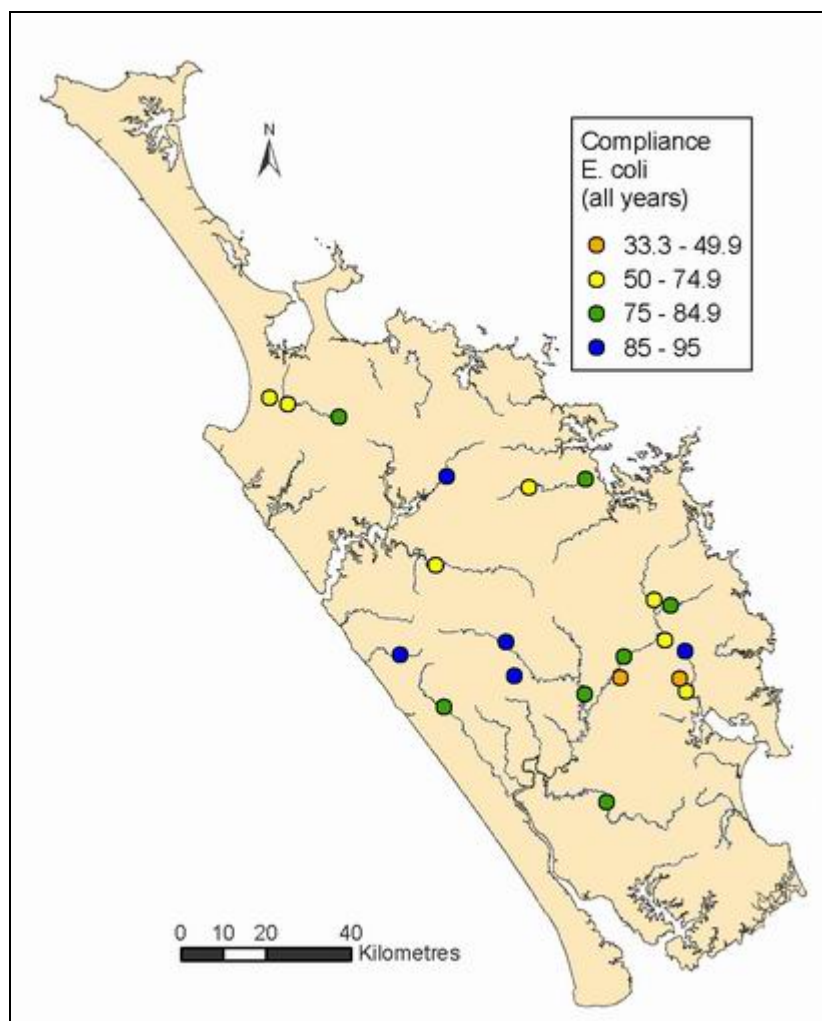 N
Compliance
E. coli
(all years)
33.3 - 49.9
50 - 74.9
75 - 84.9
85 - 95
0 10 20 40
Kilometres